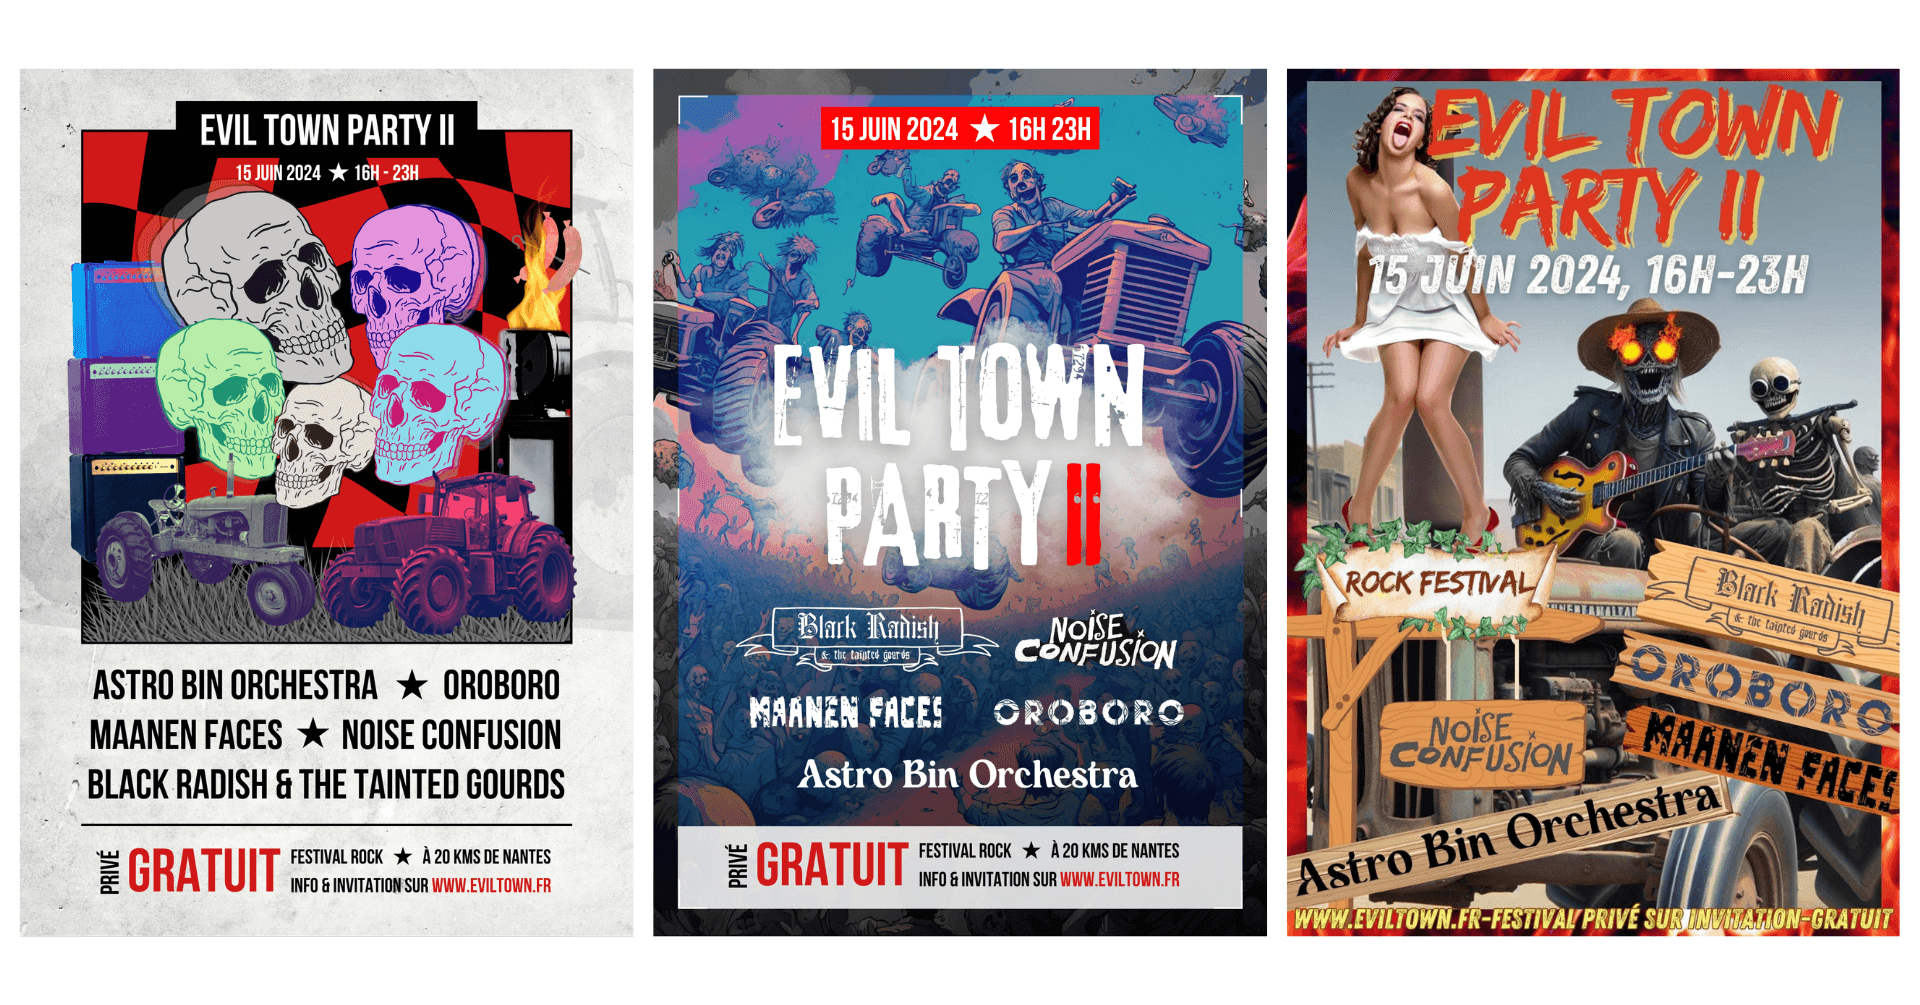 EVIL TOWN PARTY II
15 JUIN 2024 ★ 16H - 23H
ASTRO BIN ORCHESTRA ★ OROBORO
MAANEN FACES ★ NOISE CONFUSION
BLACK RADISH & THE TAINTED GOURDS
PRIVÉ
GRATUIT
FESTIVAL ROCK ★ À 20 KMS DE NANTES
INFO & INVITATION SUR WWW.EVILTOWN.FR
15 JUIN 2024 ★ 16H 23H
EVIL TOWN
PARTY II
Black Radish
& the tainted gourds
NOiSE
CONFUSiON
MAANEN FACES
OROBORO
Astro Bin Orchestra
PRIVÉ
GRATUIT
FESTIVAL ROCK ★ À 20 KMS DE NANTES
INFO & INVITATION SUR WWW.EVILTOWN.FR
EVIL TOWN
PARTY II
15 JUIN 2024, 16H-23H
ROCK FESTIVAL
Black Radish
& the tainted gourds
OROBORO
NOiSE
CONFUSiON
MAANEN FACES
Astro Bin Orchestra
WWW.EVILTOWN.FR-FESTIVAL PRIVÉ SUR INVITATION-GRATUIT